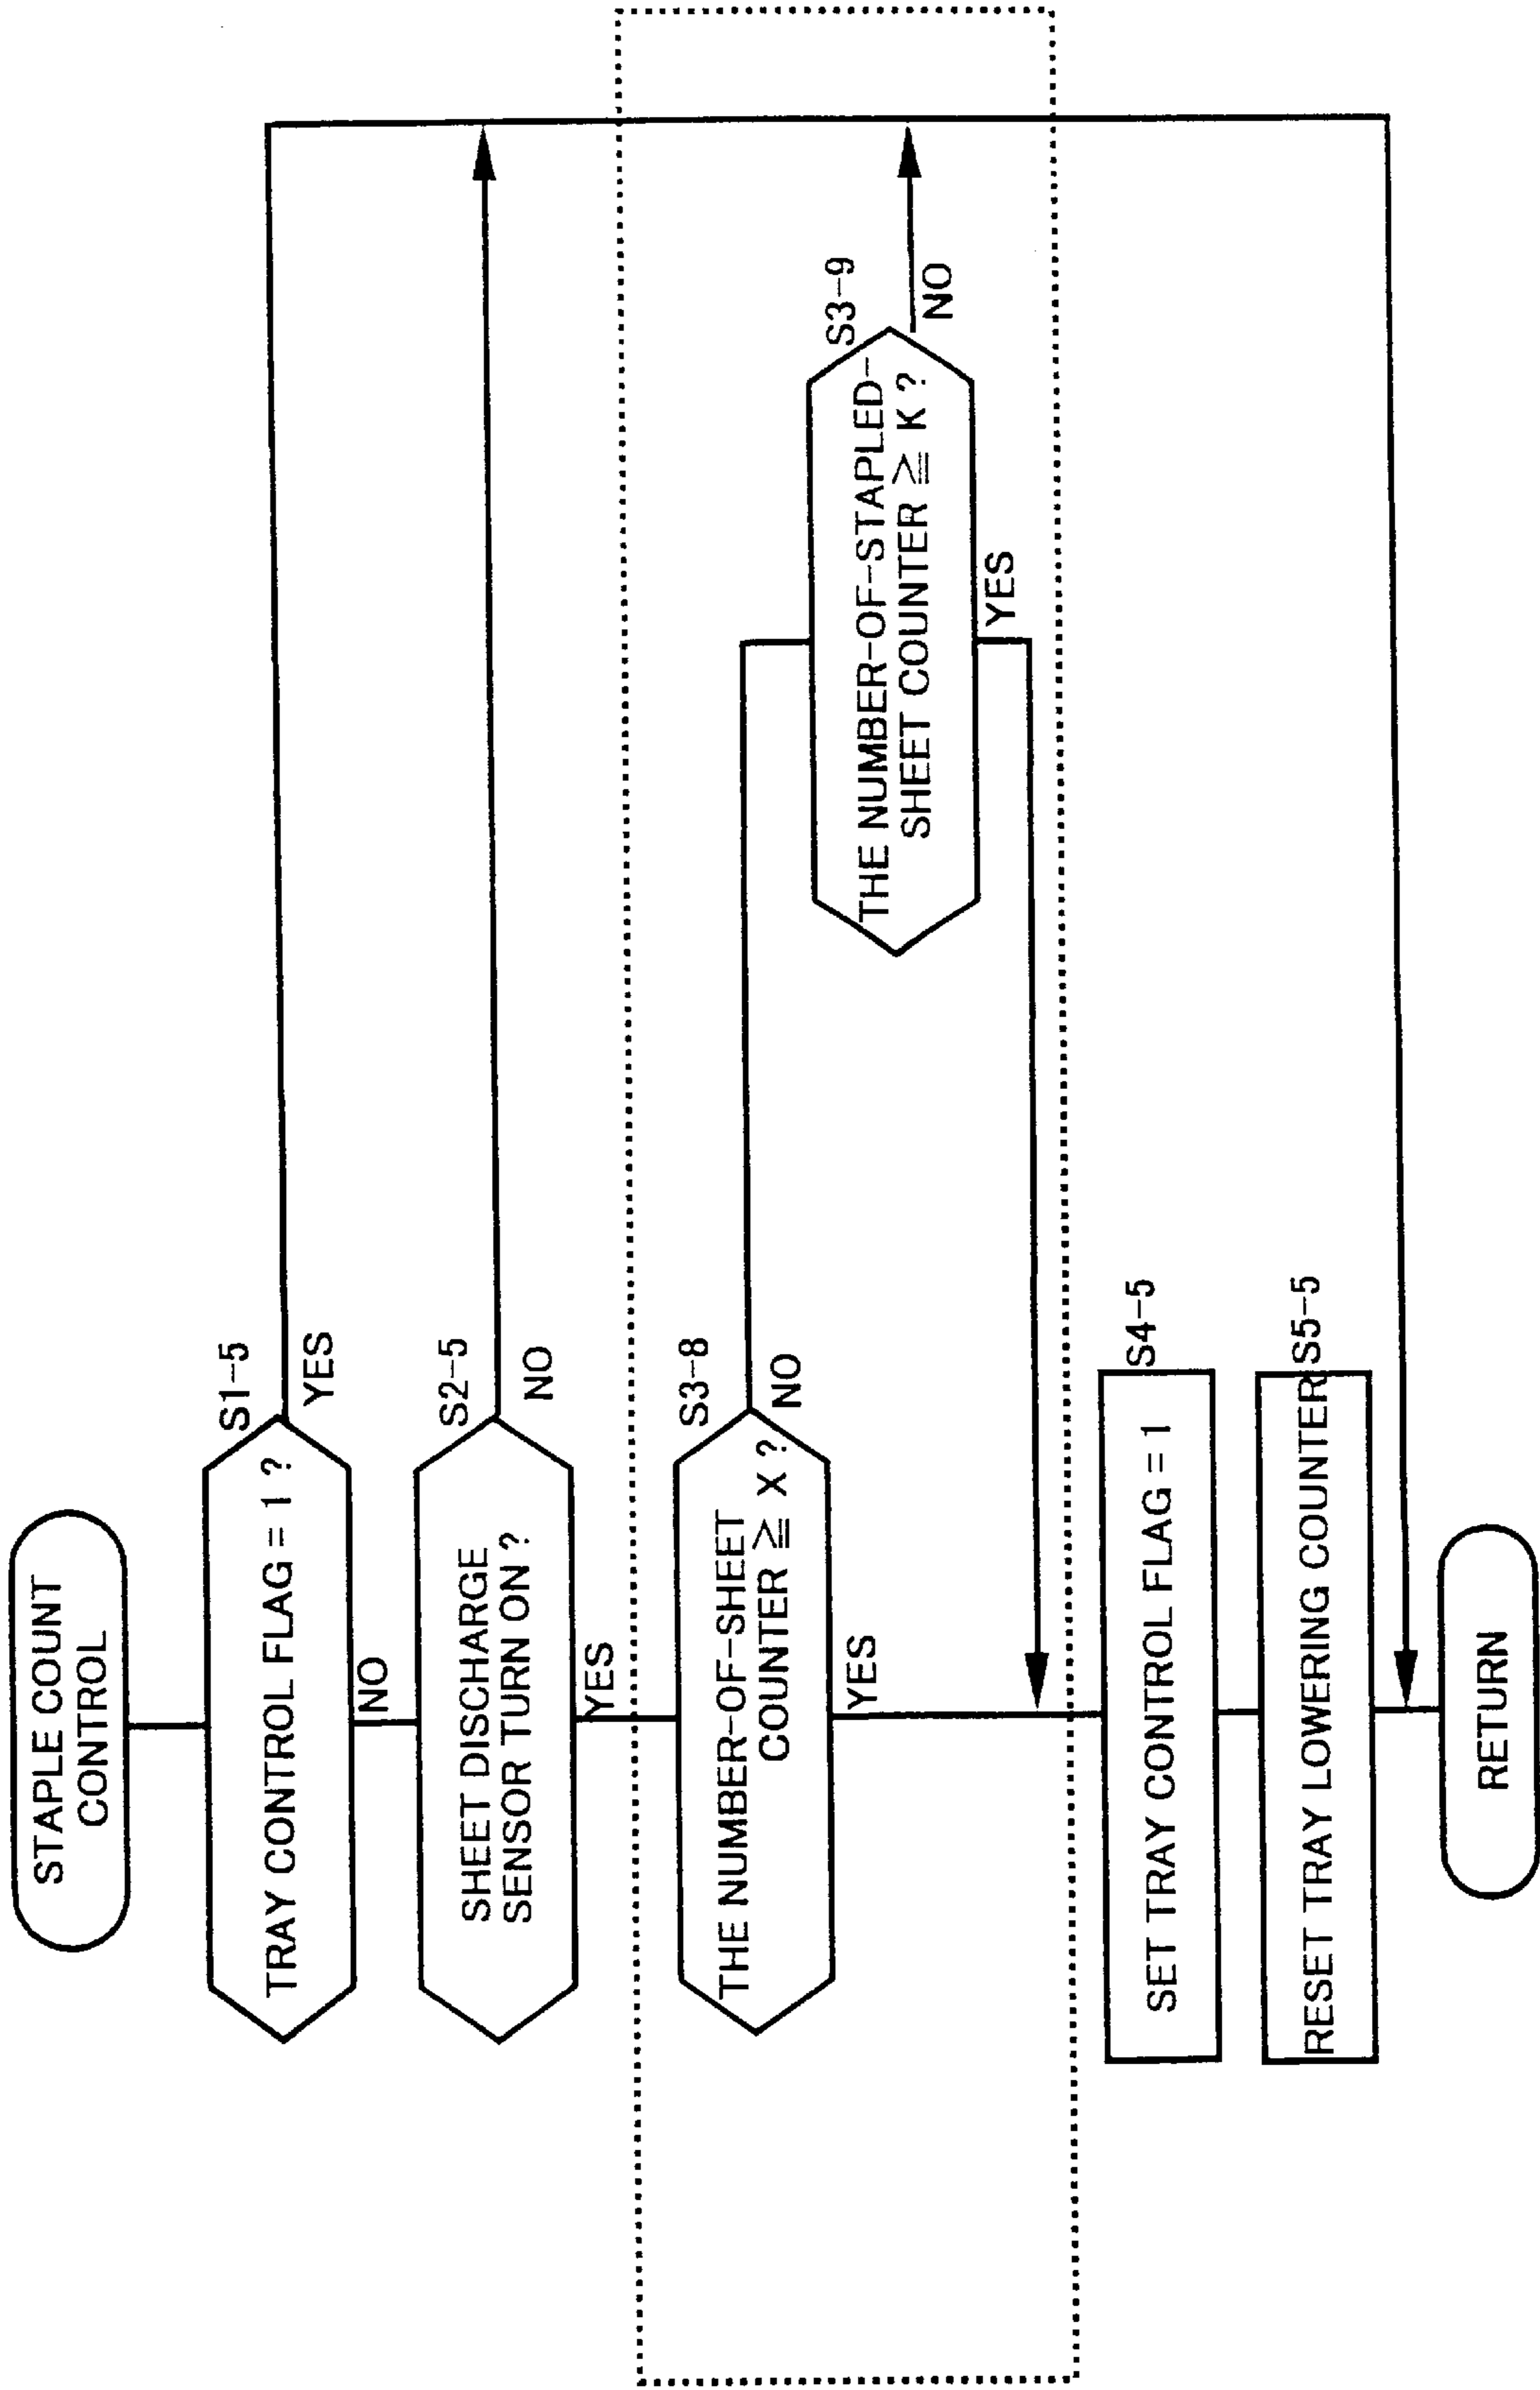 STAPLE COUNT
CONTROL
S1-5
TRAY CONTROL FLAG = 1 ?
YES
NO
S2-5
SHEET DISCHARGE
SENSOR TURN ON ?
NO
YES
S3-8
THE NUMBER-OF-SHEET
COUNTER ≧ X ?
NO
YES
S3-9
THE NUMBER-OF-STAPLED-
SHEET COUNTER ≧ K ?
NO
YES
S4-5
SET TRAY CONTROL FLAG = 1
S5-5
RESET TRAY LOWERING COUNTER
RETURN